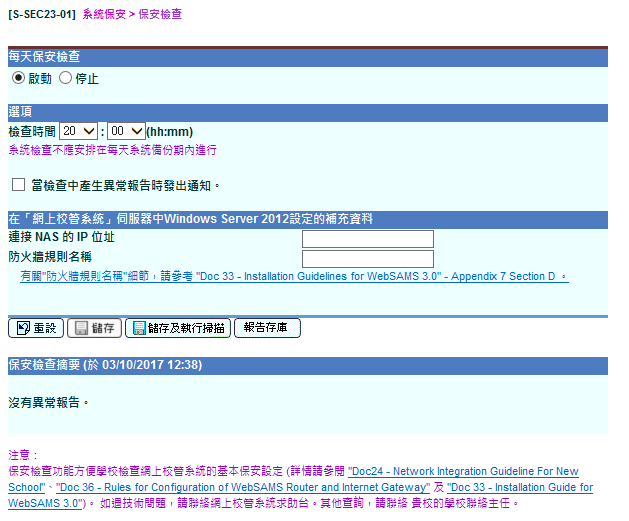 [S-SEC23-01] 系統保安 > 保安檢查
每天保安檢查
啟動 停止
選項
檢查時間 20 : 00 (hh:mm)
系統檢查不應安排在每天系統備份期內進行
當檢查中產生異常報告時發出通知。
在「網上校管系統」伺服器中Windows Server 2012設定的補充資料
連接 NAS 的 IP 位址
防火牆規則名稱
有關"防火牆規則名稱"細節，請參考 "Doc 33 - Installation Guidelines for WebSAMS 3.0" - Appendix 7 Section D 。
重設 儲存 儲存及執行掃描 報告存庫
保安檢查摘要 (於 03/10/2017 12:38)
沒有異常報告。
注意：
保安檢查功能方便學校檢查網上校管系統的基本保安設定 (詳情請參閱 "Doc24 - Network Integration Guideline For New
School"、"Doc 36 - Rules for Configuration of WebSAMS Router and Internet Gateway" 及 "Doc 33 - Installation Guide for
WebSAMS 3.0")。 如遇技術問題，請聯絡網上校管系統求助台。其他查詢，請聯絡 貴校的學校聯絡主任。